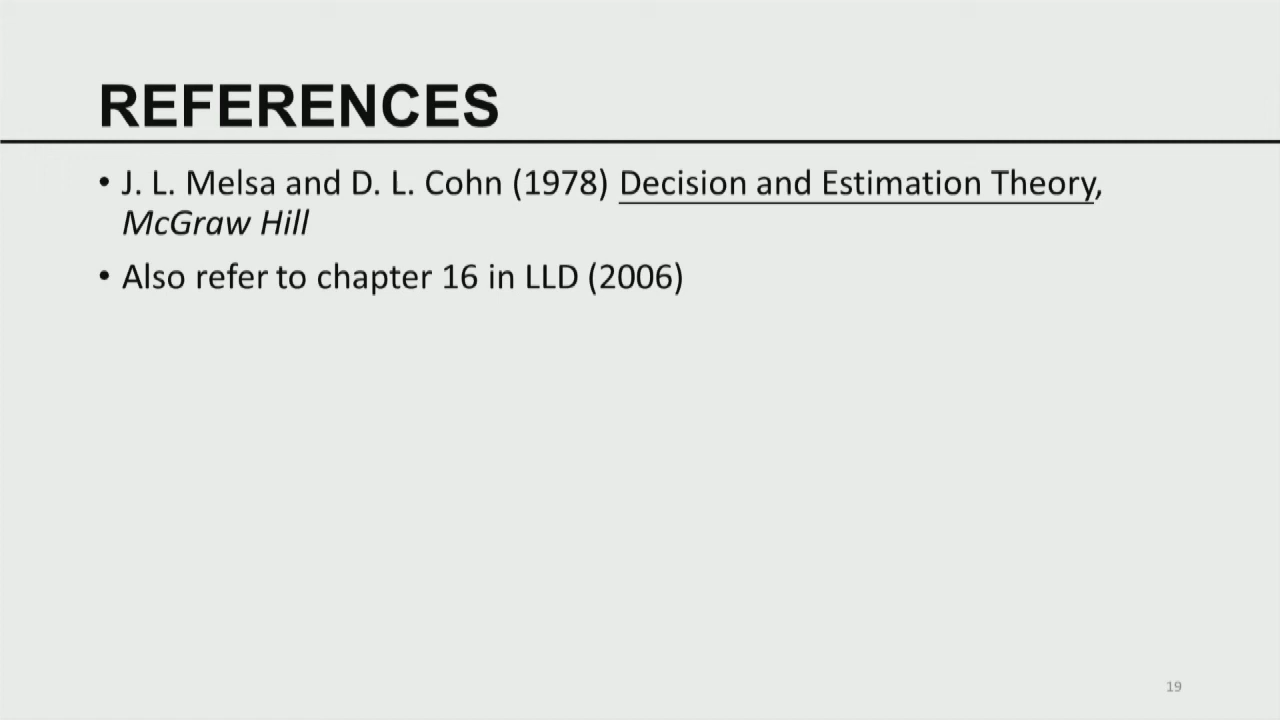 REFERENCES
• J. L. Melsa and D. L. Cohn (1978) Decision and Estimation Theory,
McGraw Hill
• Also refer to chapter 16 in LLD (2006)
19